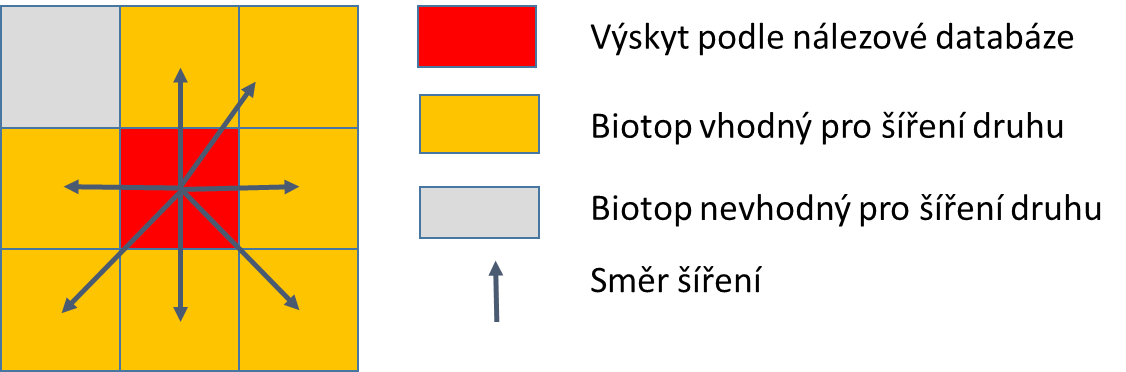 Výskyt podle nálezové databáze
Biotop vhodný pro šíření druhu
Biotop nevhodný pro šíření druhu
Směr šíření